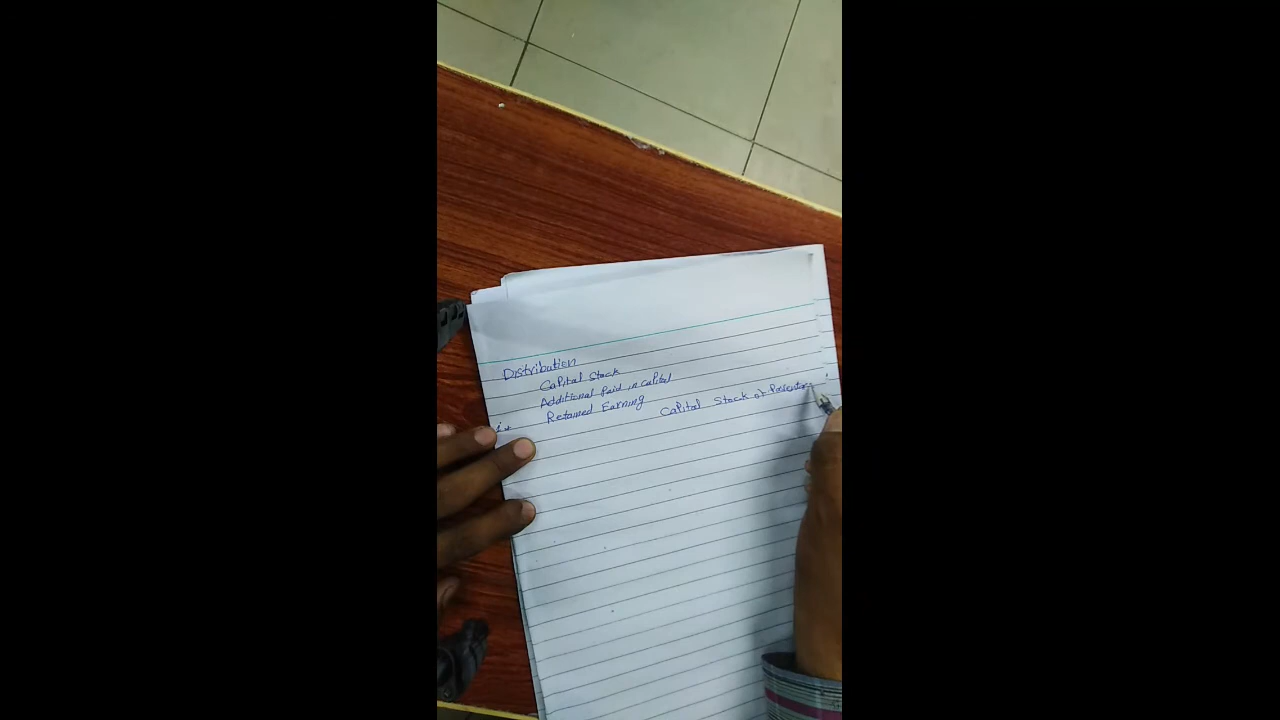 Distribution
Capital Stock
Additional Paid in capital
Retained Earning
i* Capital Stock of